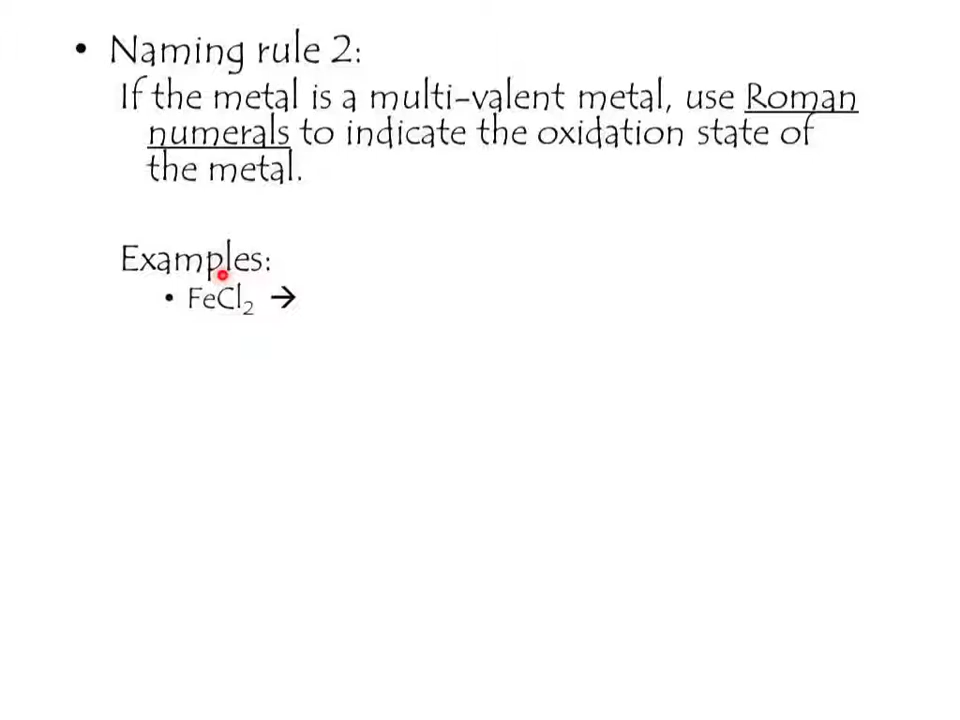 • Naming rule 2:
If the metal is a multi-valent metal, use Roman
numerals to indicate the oxidation state of
the metal.
Examples:
• FeCl₂ →